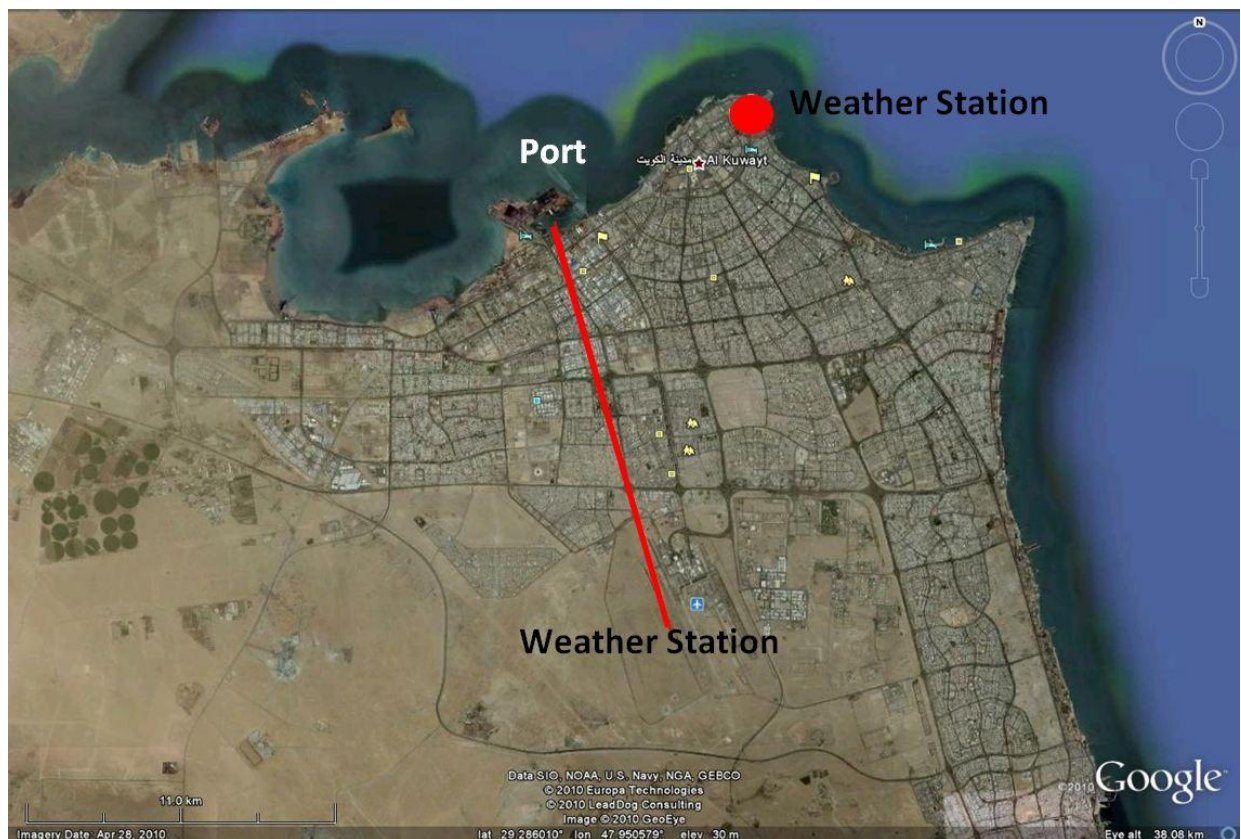 N
Weather Station
Port
مدينة الكويت Al Kuwayt
Weather Station
Data SIO, NOAA, U.S. Navy, NGA, GEBCO
© 2010 Europa Technologies
© 2010 LeadDog Consulting
Image © 2010 GeoEye
©2010 Google
11.0 km
Imagery Date: Apr 28, 2010
lat 29.286010° lon 47.950579° elev 30 m
Eye alt 38.08 km